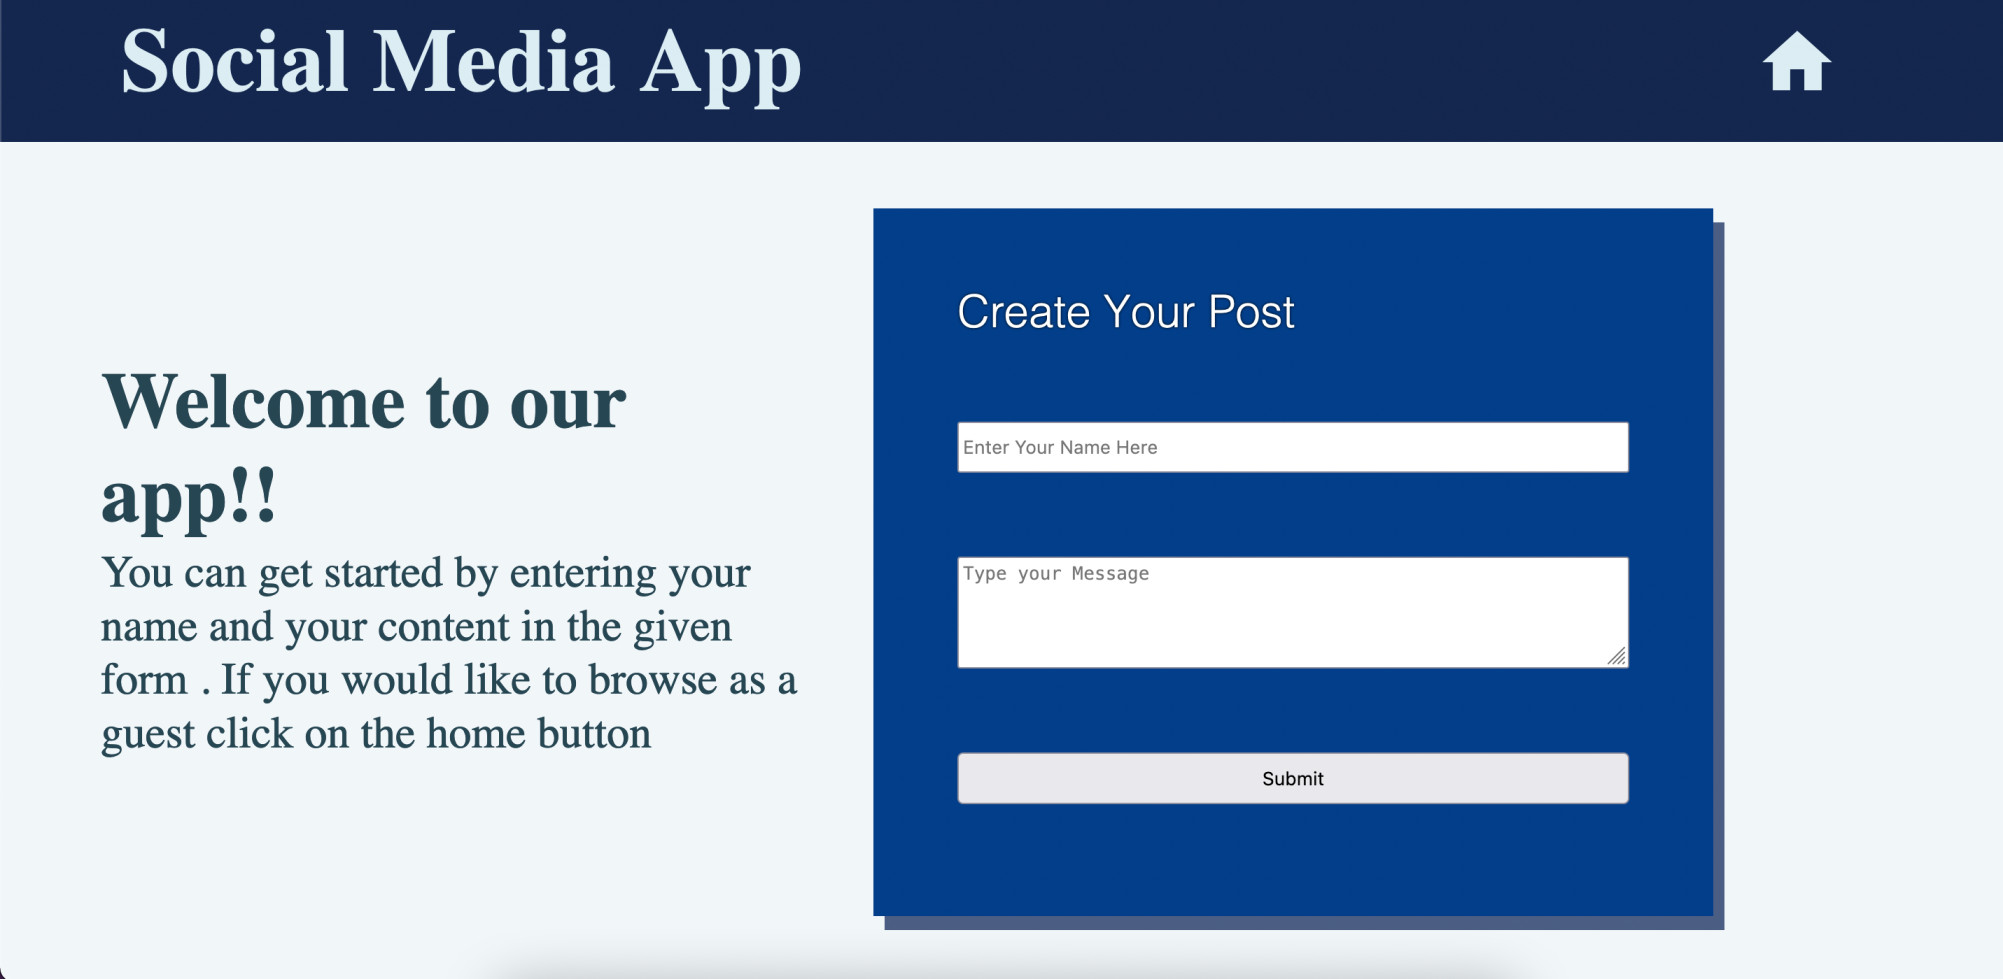 Social Media App
Welcome to our
app!!
You can get started by entering your
name and your content in the given
form . If you would like to browse as a
guest click on the home button
Create Your Post
Enter Your Name Here
Type your Message
Submit